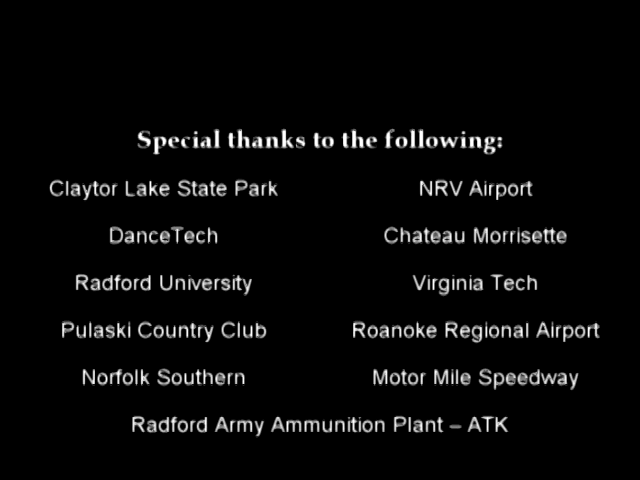 Special thanks to the following:
Claytor Lake State Park NRV Airport
DanceTech Chateau Morrisette
Radford University Virginia Tech
Pulaski Country Club Roanoke Regional Airport
Norfolk Southern Motor Mile Speedway
Radford Army Ammunition Plant – ATK